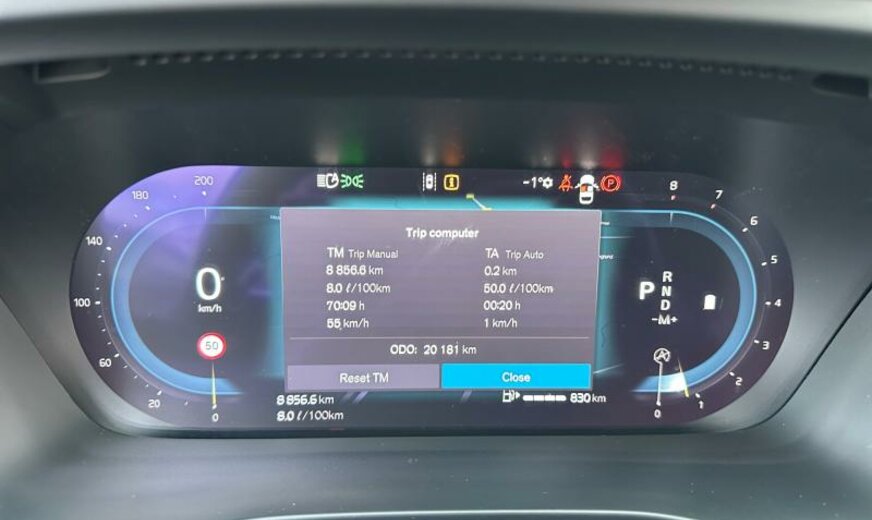 200
180
140
100
60
20
0
0
km/h
50
-1°
8
7
6
5
4
3
2
1
0
Trip computer
TM Trip Manual
TA Trip Auto
8 856.6 km
0.2 km
8.0 ℓ/100km
50.0 ℓ/100km
70:09 h
00:20 h
55 km/h
1 km/h
ODO: 20 181 km
Reset TM
Close
P
R
N
D
-M+
8 856.6 km
8.0 ℓ/100km
830 km
P
A